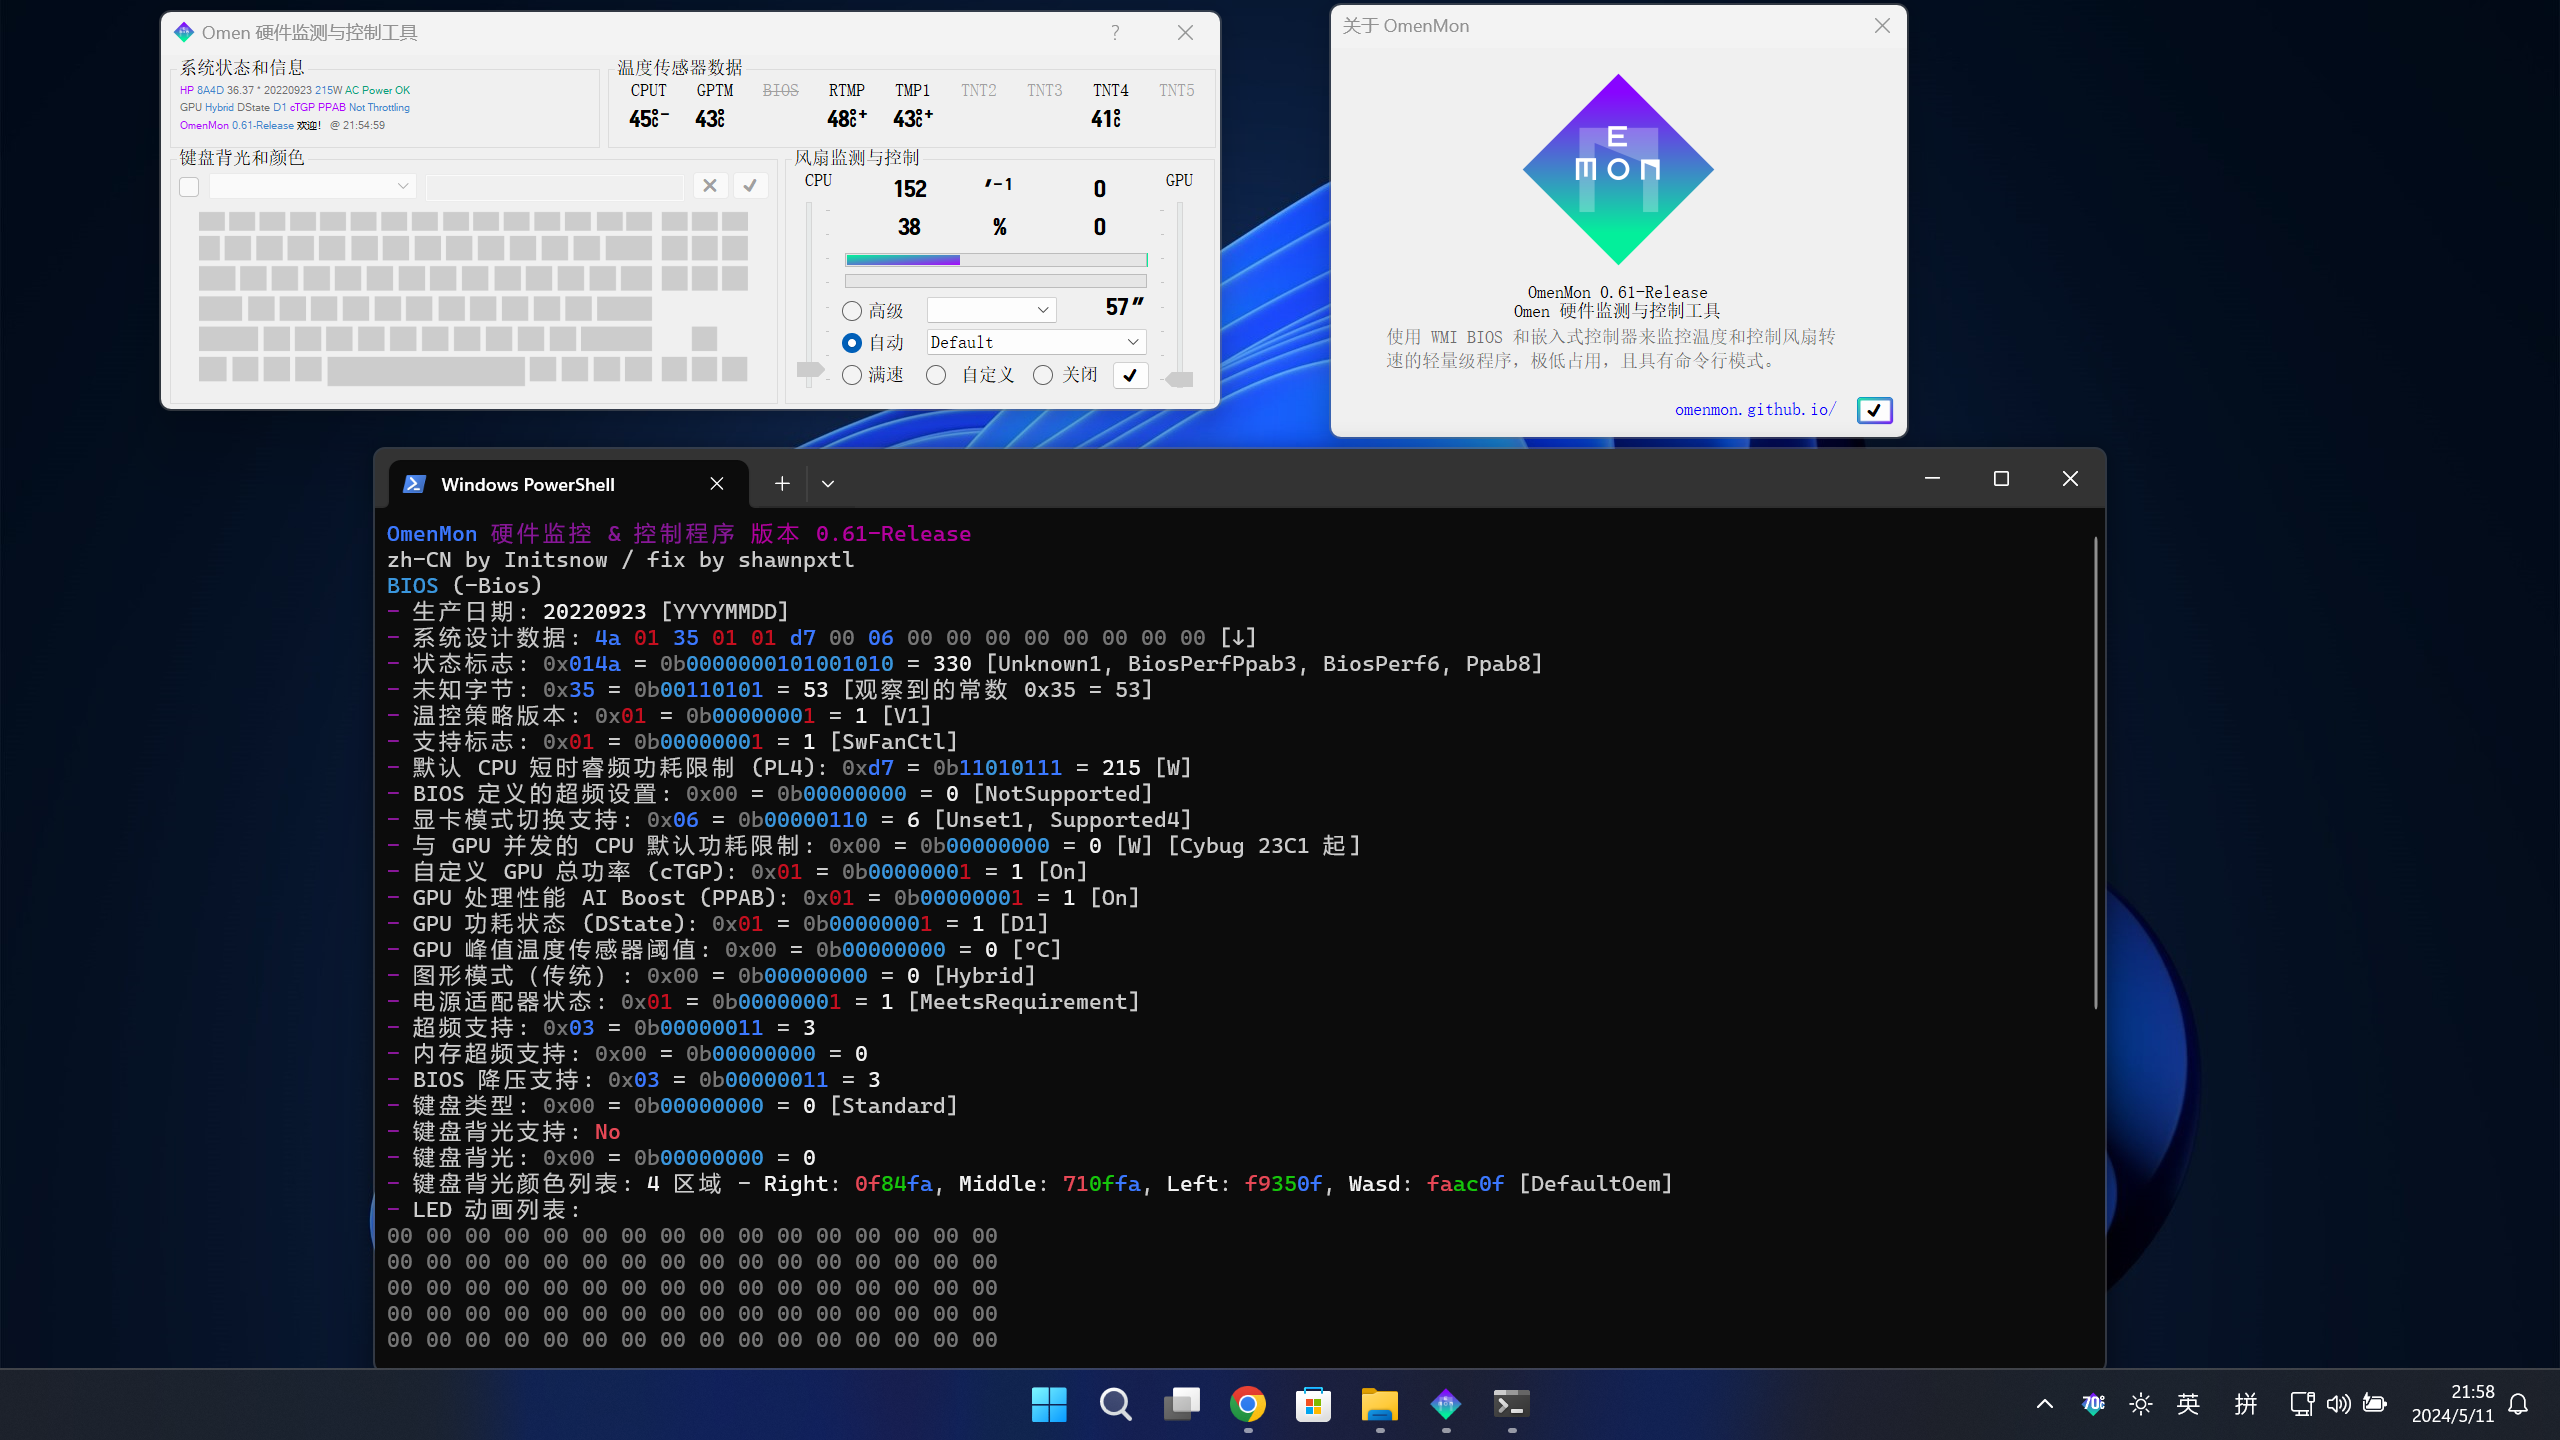 Omen 硬件监测与控制工具
系统状态和信息
HP 8A4D 36.37 * 20220923 215W AC Power OK
GPU Hybrid DState D1 cTGP PPAB Not Throttling
OmenMon 0.61-Release 欢迎! @ 21:54:59
温度传感器数据
CPUT GPTM BIOS RTMP TMP1 TNT2 TNT3 TNT4 TNT5
45℃- 43℃ 48℃+ 43℃+ 41℃
键盘背光和颜色
风扇监测与控制
CPU 152 ′⁻¹ 0 GPU
38 % 0
高级 57″
自动 Default
满速 自定义 关闭
关于 OmenMon
E
mon
OmenMon 0.61-Release
Omen 硬件监测与控制工具
使用 WMI BIOS 和嵌入式控制器来监控温度和控制风扇转
速的轻量级程序，极低占用，且具有命令行模式。
omenmon.github.io/
Windows PowerShell
OmenMon 硬件监控 & 控制程序 版本 0.61-Release
zh-CN by Initsnow / fix by shawnpxtl
BIOS (-Bios)
- 生产日期: 20220923 [YYYYMMDD]
- 系统设计数据: 4a 01 35 01 01 d7 00 06 00 00 00 00 00 00 00 00 [↓]
- 状态标志: 0x014a = 0b0000000101001010 = 330 [Unknown1, BiosPerfPpab3, BiosPerf6, Ppab8]
- 未知字节: 0x35 = 0b00110101 = 53 [观察到的常数 0x35 = 53]
- 温控策略版本: 0x01 = 0b00000001 = 1 [V1]
- 支持标志: 0x01 = 0b00000001 = 1 [SwFanCtl]
- 默认 CPU 短时睿频功耗限制 (PL4): 0xd7 = 0b11010111 = 215 [W]
- BIOS 定义的超频设置: 0x00 = 0b00000000 = 0 [NotSupported]
- 显卡模式切换支持: 0x06 = 0b00000110 = 6 [Unset1, Supported4]
- 与 GPU 并发的 CPU 默认功耗限制: 0x00 = 0b00000000 = 0 [W] [Cybug 23C1 起]
- 自定义 GPU 总功率 (cTGP): 0x01 = 0b00000001 = 1 [On]
- GPU 处理性能 AI Boost (PPAB): 0x01 = 0b00000001 = 1 [On]
- GPU 功耗状态 (DState): 0x01 = 0b00000001 = 1 [D1]
- GPU 峰值温度传感器阈值: 0x00 = 0b00000000 = 0 [°C]
- 图形模式 (传统) : 0x00 = 0b00000000 = 0 [Hybrid]
- 电源适配器状态: 0x01 = 0b00000001 = 1 [MeetsRequirement]
- 超频支持: 0x03 = 0b00000011 = 3
- 内存超频支持: 0x00 = 0b00000000 = 0
- BIOS 降压支持: 0x03 = 0b00000011 = 3
- 键盘类型: 0x00 = 0b00000000 = 0 [Standard]
- 键盘背光支持: No
- 键盘背光: 0x00 = 0b00000000 = 0
- 键盘背光颜色列表: 4 区域 - Right: 0f84fa, Middle: 710ffa, Left: f9350f, Wasd: faac0f [DefaultOem]
- LED 动画列表:
00 00 00 00 00 00 00 00 00 00 00 00 00 00 00 00
00 00 00 00 00 00 00 00 00 00 00 00 00 00 00 00
00 00 00 00 00 00 00 00 00 00 00 00 00 00 00 00
00 00 00 00 00 00 00 00 00 00 00 00 00 00 00 00
00 00 00 00 00 00 00 00 00 00 00 00 00 00 00 00
70℃ 英 拼 21:58
2024/5/11